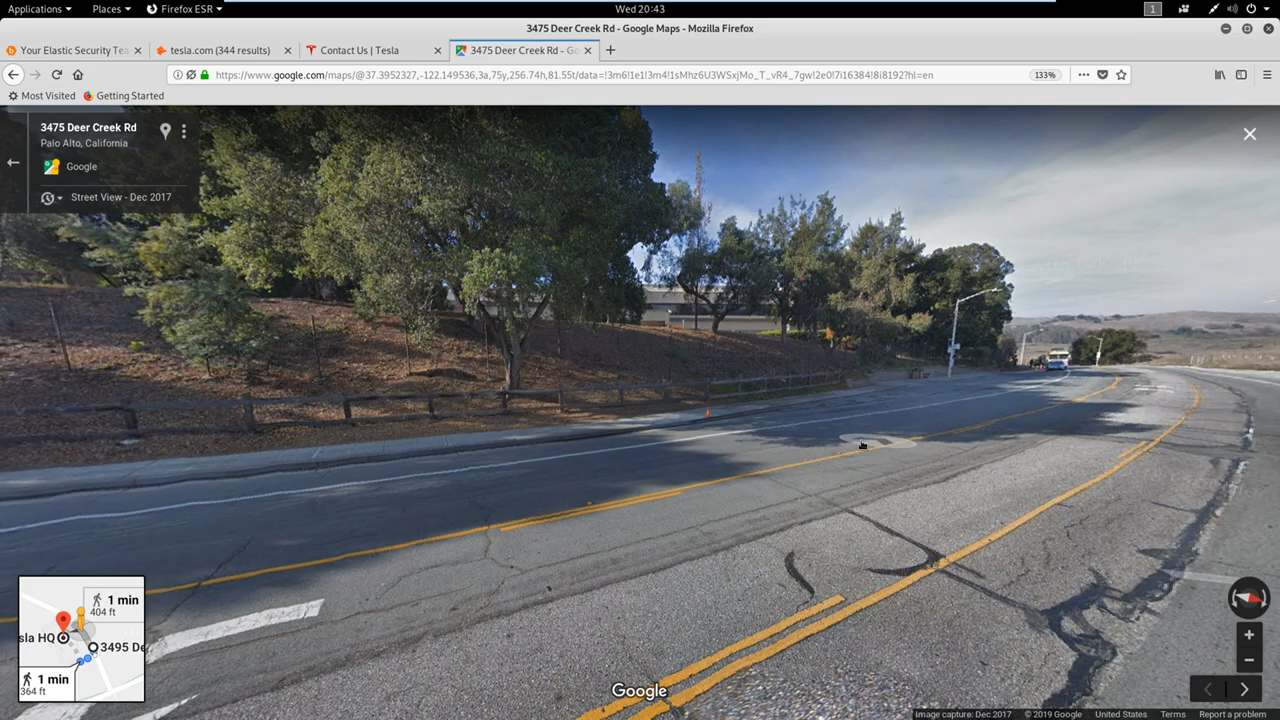 Applications
Places
Firefox ESR
Wed 20:43
1
3475 Deer Creek Rd - Google Maps - Mozilla Firefox
Your Elastic Security Te
tesla.com (344 results)
Contact Us | Tesla
3475 Deer Creek Rd - Go
https://www.google.com/maps/@37.3952327,-122.149536,3a,75y,256.74h,81.55t/data=!3m6!1e1!3m4!1sMhz6U3WSxjMo_T_vR4_7gw!2e0!7i16384!8i8192?hl=en
133%
Most Visited
Getting Started
3475 Deer Creek Rd
Palo Alto, California
Google
Street View - Dec 2017
1 min
404 ft
sla HQ
3495 De
1 min
364 ft
Google
Image capture: Dec 2017 © 2019 Google United States Terms Report a problem